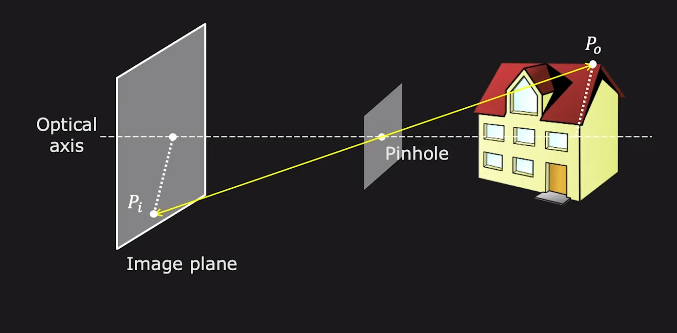 P_o
Optical
axis
Pinhole
P_i
Image plane